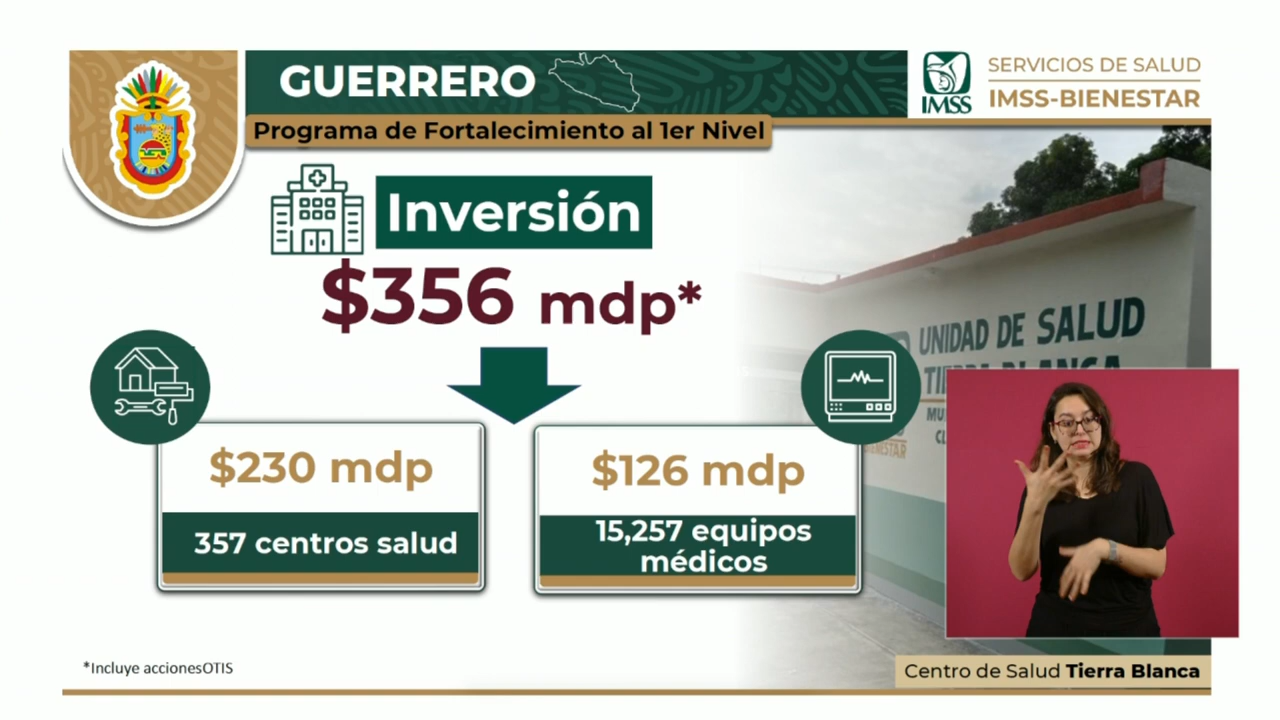 GUERRERO
IMSS
SERVICIOS DE SALUD
IMSS-BIENESTAR
Programa de Fortalecimiento al 1er Nivel
Inversión
$356 mdp*
UNIDAD DE SALUD
$230 mdp
357 centros salud
$126 mdp
15,257 equipos
médicos
*Incluye accionesOTIS
Centro de Salud Tierra Blanca